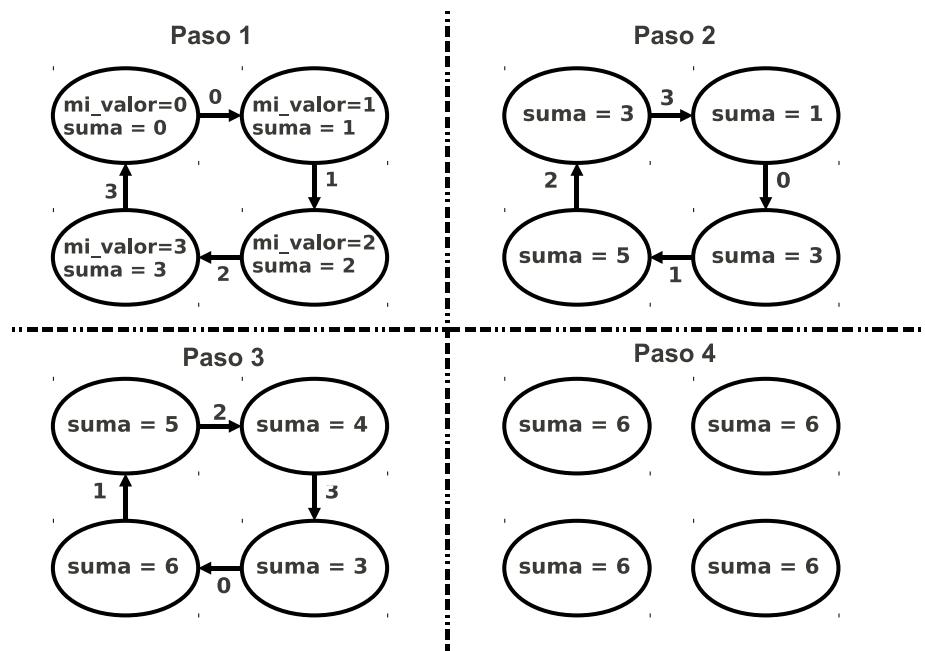 Paso 1
mi_valor=0
suma = 0
0
mi_valor=1
suma = 1
3
1
mi_valor=3
suma = 3
2
mi_valor=2
suma = 2
Paso 2
suma = 3
3
suma = 1
2
0
suma = 5
1
suma = 3
Paso 3
suma = 5
2
suma = 4
1
3
suma = 6
0
suma = 3
Paso 4
suma = 6
suma = 6
suma = 6
suma = 6